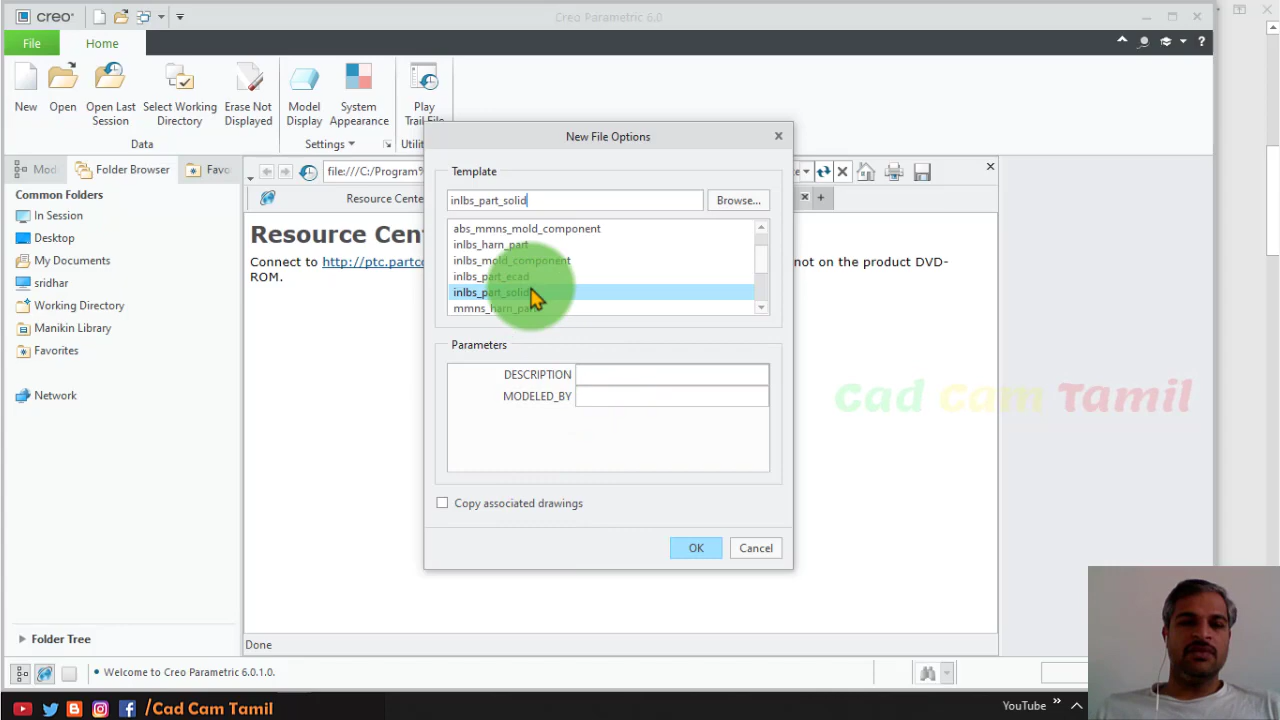 creo
Creo Parametric 6.0
File
Home
New
Open
Open Last Session
Select Working Directory
Erase Not Displayed
Model Display
System Appearance
Play Trail File
Data
Settings
Utilit
Mod
Folder Browser
Favo
file:///C:/Program%
Common Folders
In Session
Desktop
My Documents
sridhar
Working Directory
Manikin Library
Favorites
Network
Folder Tree
Resource Cente
Resource Cen
Connect to http://ptc.partco
not on the product DVD-
ROM.
New File Options
Template
inlbs_part_solid
Browse...
abs_mmns_mold_component
inlbs_harn_part
inlbs_mold_component
inlbs_part_ecad
inlbs_part_solid
mmns_harn_part
Parameters
DESCRIPTION
MODELED_BY
Copy associated drawings
OK
Cancel
Cad Cam Tamil
Done
• Welcome to Creo Parametric 6.0.1.0.
/Cad Cam Tamil
YouTube